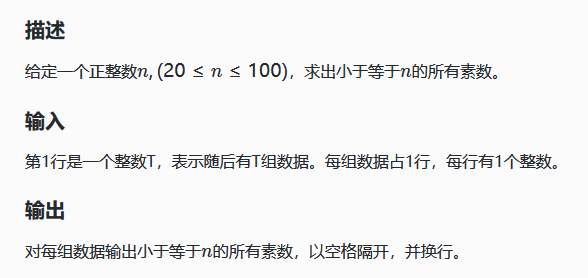 描述
给定一个正整数n, (20 ≤ n ≤ 100)，求出小于等于n的所有素数。
输入
第1行是一个整数T，表示随后有T组数据。每组数据占1行，每行有1个整数。
输出
对每组数据输出小于等于n的所有素数，以空格隔开，并换行。